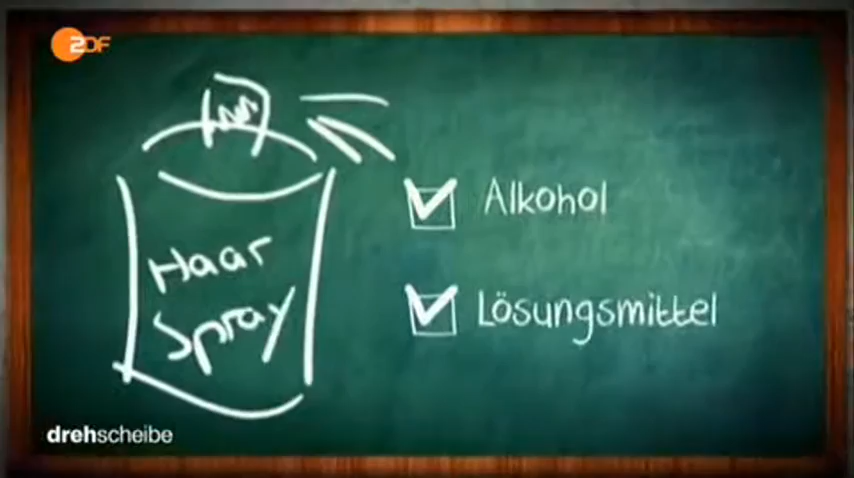 ZDF
Haar
Spray
Alkohol
Lösungsmittel
drehscheibe